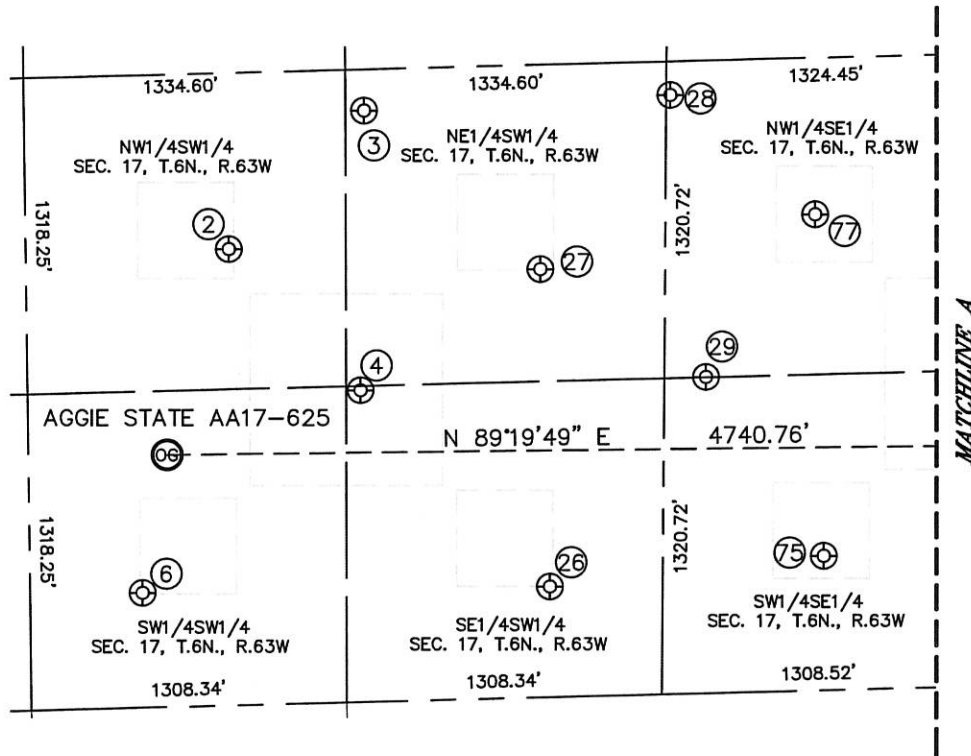 1334.60'
1334.60'
1324.45'
28
3
NW1/4SW1/4
SEC. 17, T.6N., R.63W
NE1/4SW1/4
SEC. 17, T.6N., R.63W
NW1/4SE1/4
SEC. 17, T.6N., R.63W
1318.25'
2
27
1320.72'
77
4
29
MATCHLINE A
AGGIE STATE AA17-625
06
N 89°19'49" E
4740.76'
1318.25'
6
26
1320.72'
75
SW1/4SW1/4
SEC. 17, T.6N., R.63W
SE1/4SW1/4
SEC. 17, T.6N., R.63W
SW1/4SE1/4
SEC. 17, T.6N., R.63W
1308.34'
1308.34'
1308.52'